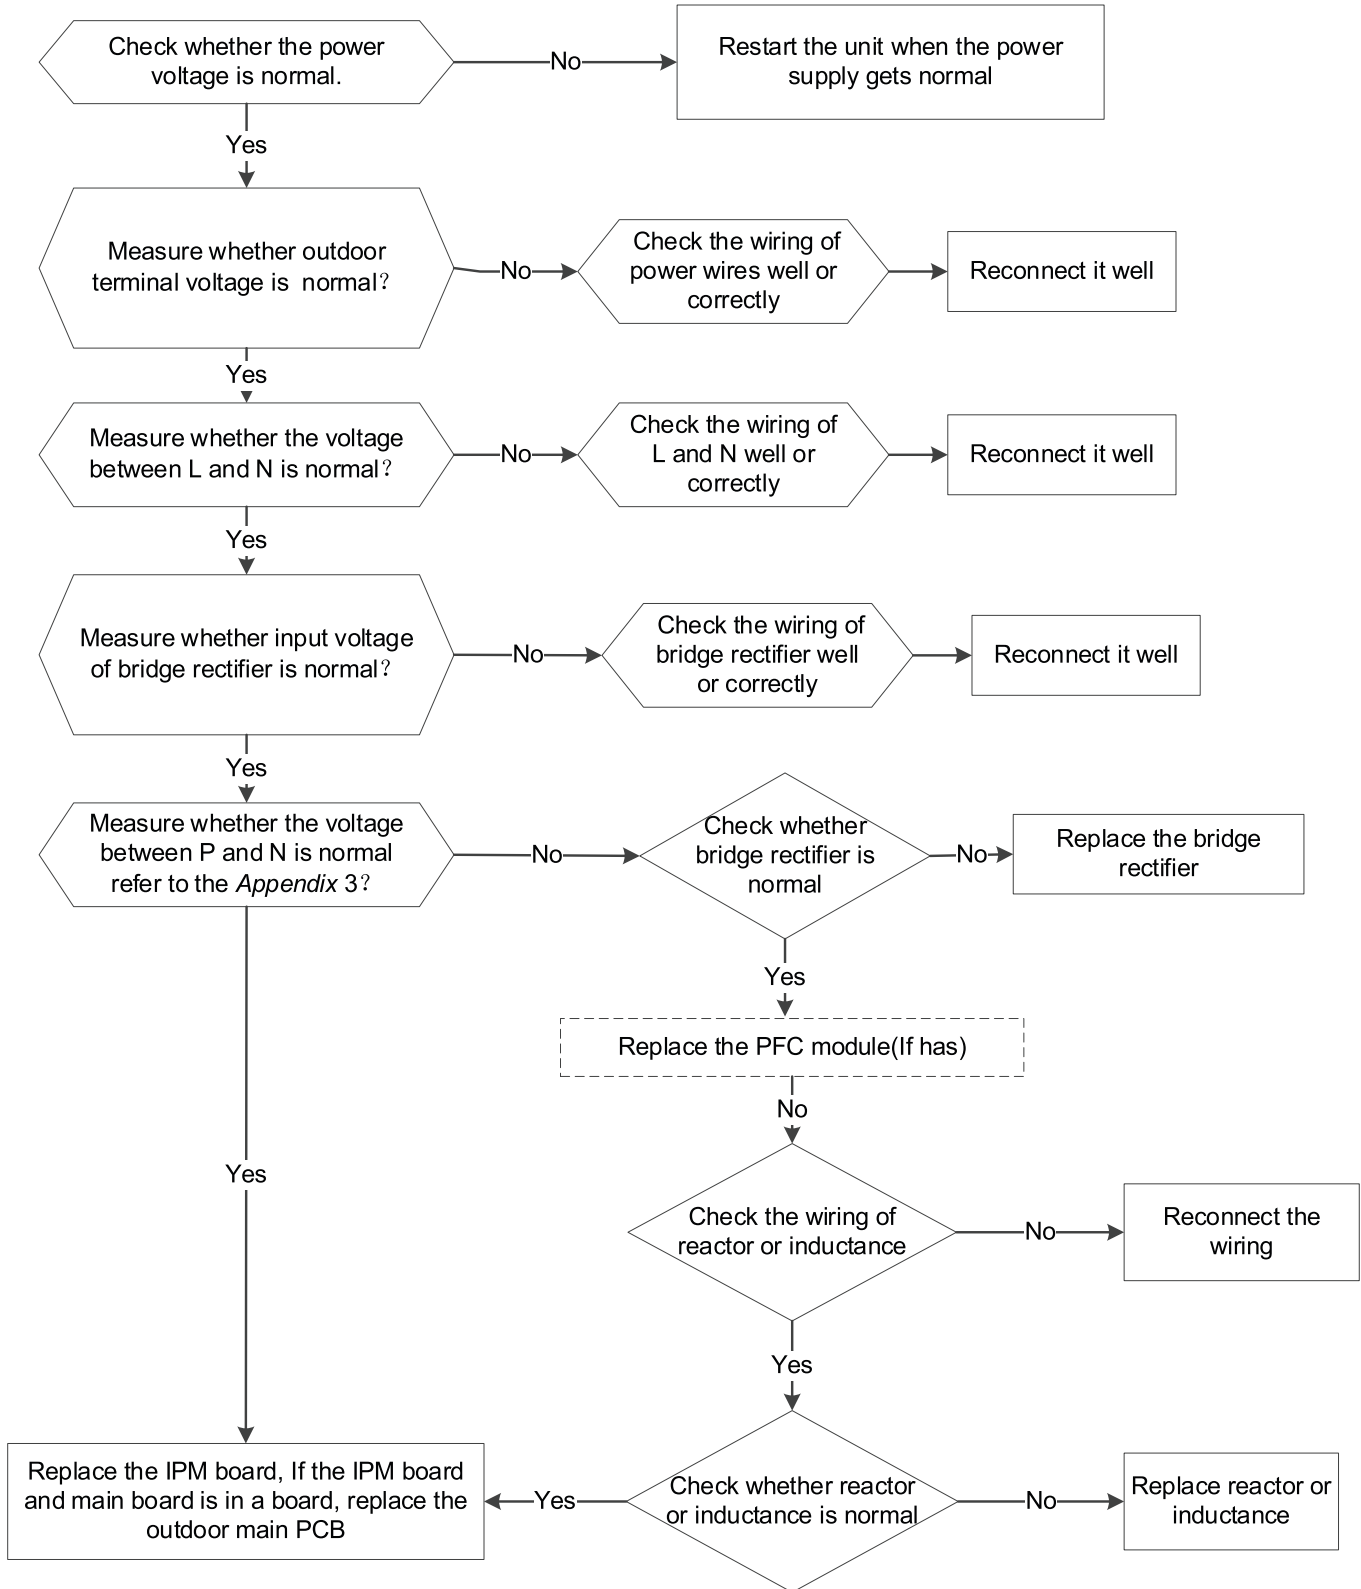 Check whether the power
voltage is normal.
No
Restart the unit when the power
supply gets normal
Yes
Measure whether outdoor
terminal voltage is  normal？
No
Check the wiring of
power wires well or
correctly
Reconnect it well
Yes
Measure whether the voltage
between L and N is normal？
No
Check the wiring of
L and N well or
correctly
Reconnect it well
Yes
Measure whether input voltage
of bridge rectifier is normal？
No
Check the wiring of
bridge rectifier well
or correctly
Reconnect it well
Yes
Measure whether the voltage
between P and N is normal
refer to the Appendix 3？
No
Check whether
bridge rectifier is
normal
No
Replace the bridge
rectifier
Yes
Replace the PFC module(If has)
No
Yes
Check the wiring of
reactor or inductance
No
Reconnect the
wiring
Yes
Replace the IPM board, If the IPM board
and main board is in a board, replace the
outdoor main PCB
Yes
Check whether reactor
or inductance is normal
No
Replace reactor or
inductance